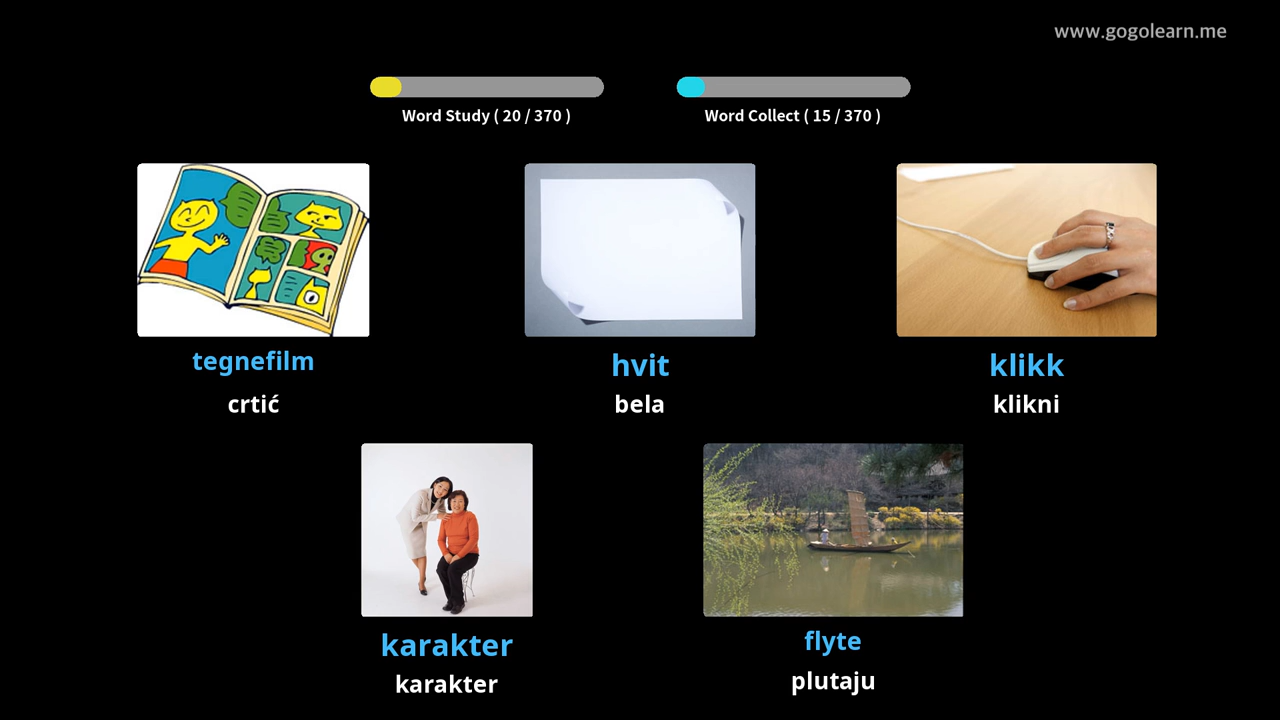 www.gogolearn.me
Word Study ( 20 / 370 )
Word Collect ( 15 / 370 )
tegnefilm
crtić
hvit
bela
klikk
klikni
karakter
karakter
flyte
plutaju